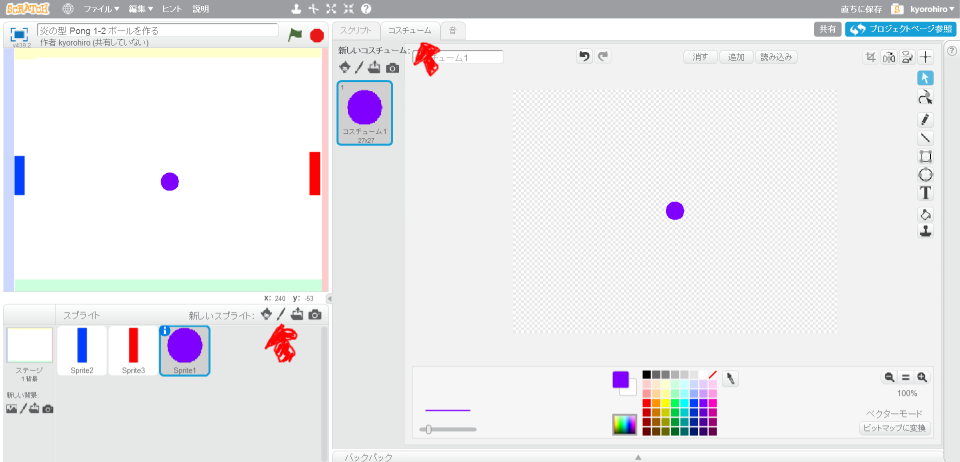 SCRATCH ファイル▼ 編集▼ ヒント 説明 直ちに保存 kyorohiro▼
炎の型 Pong 1-2 ボールを作る
作者 kyorohiro (共有していない)
スクリプト コスチューム 音
共有 プロジェクトページ参照
新しいコスチューム:
チューム1
消す 追加 読み込み
1
コスチューム1
27x27
x: 240 y: -53
スプライト 新しいスプライト:
ステージ
1背景
Sprite2 Sprite3 Sprite1
新しい背景:
100%
ベクターモード
ビットマップに変換
バックパック